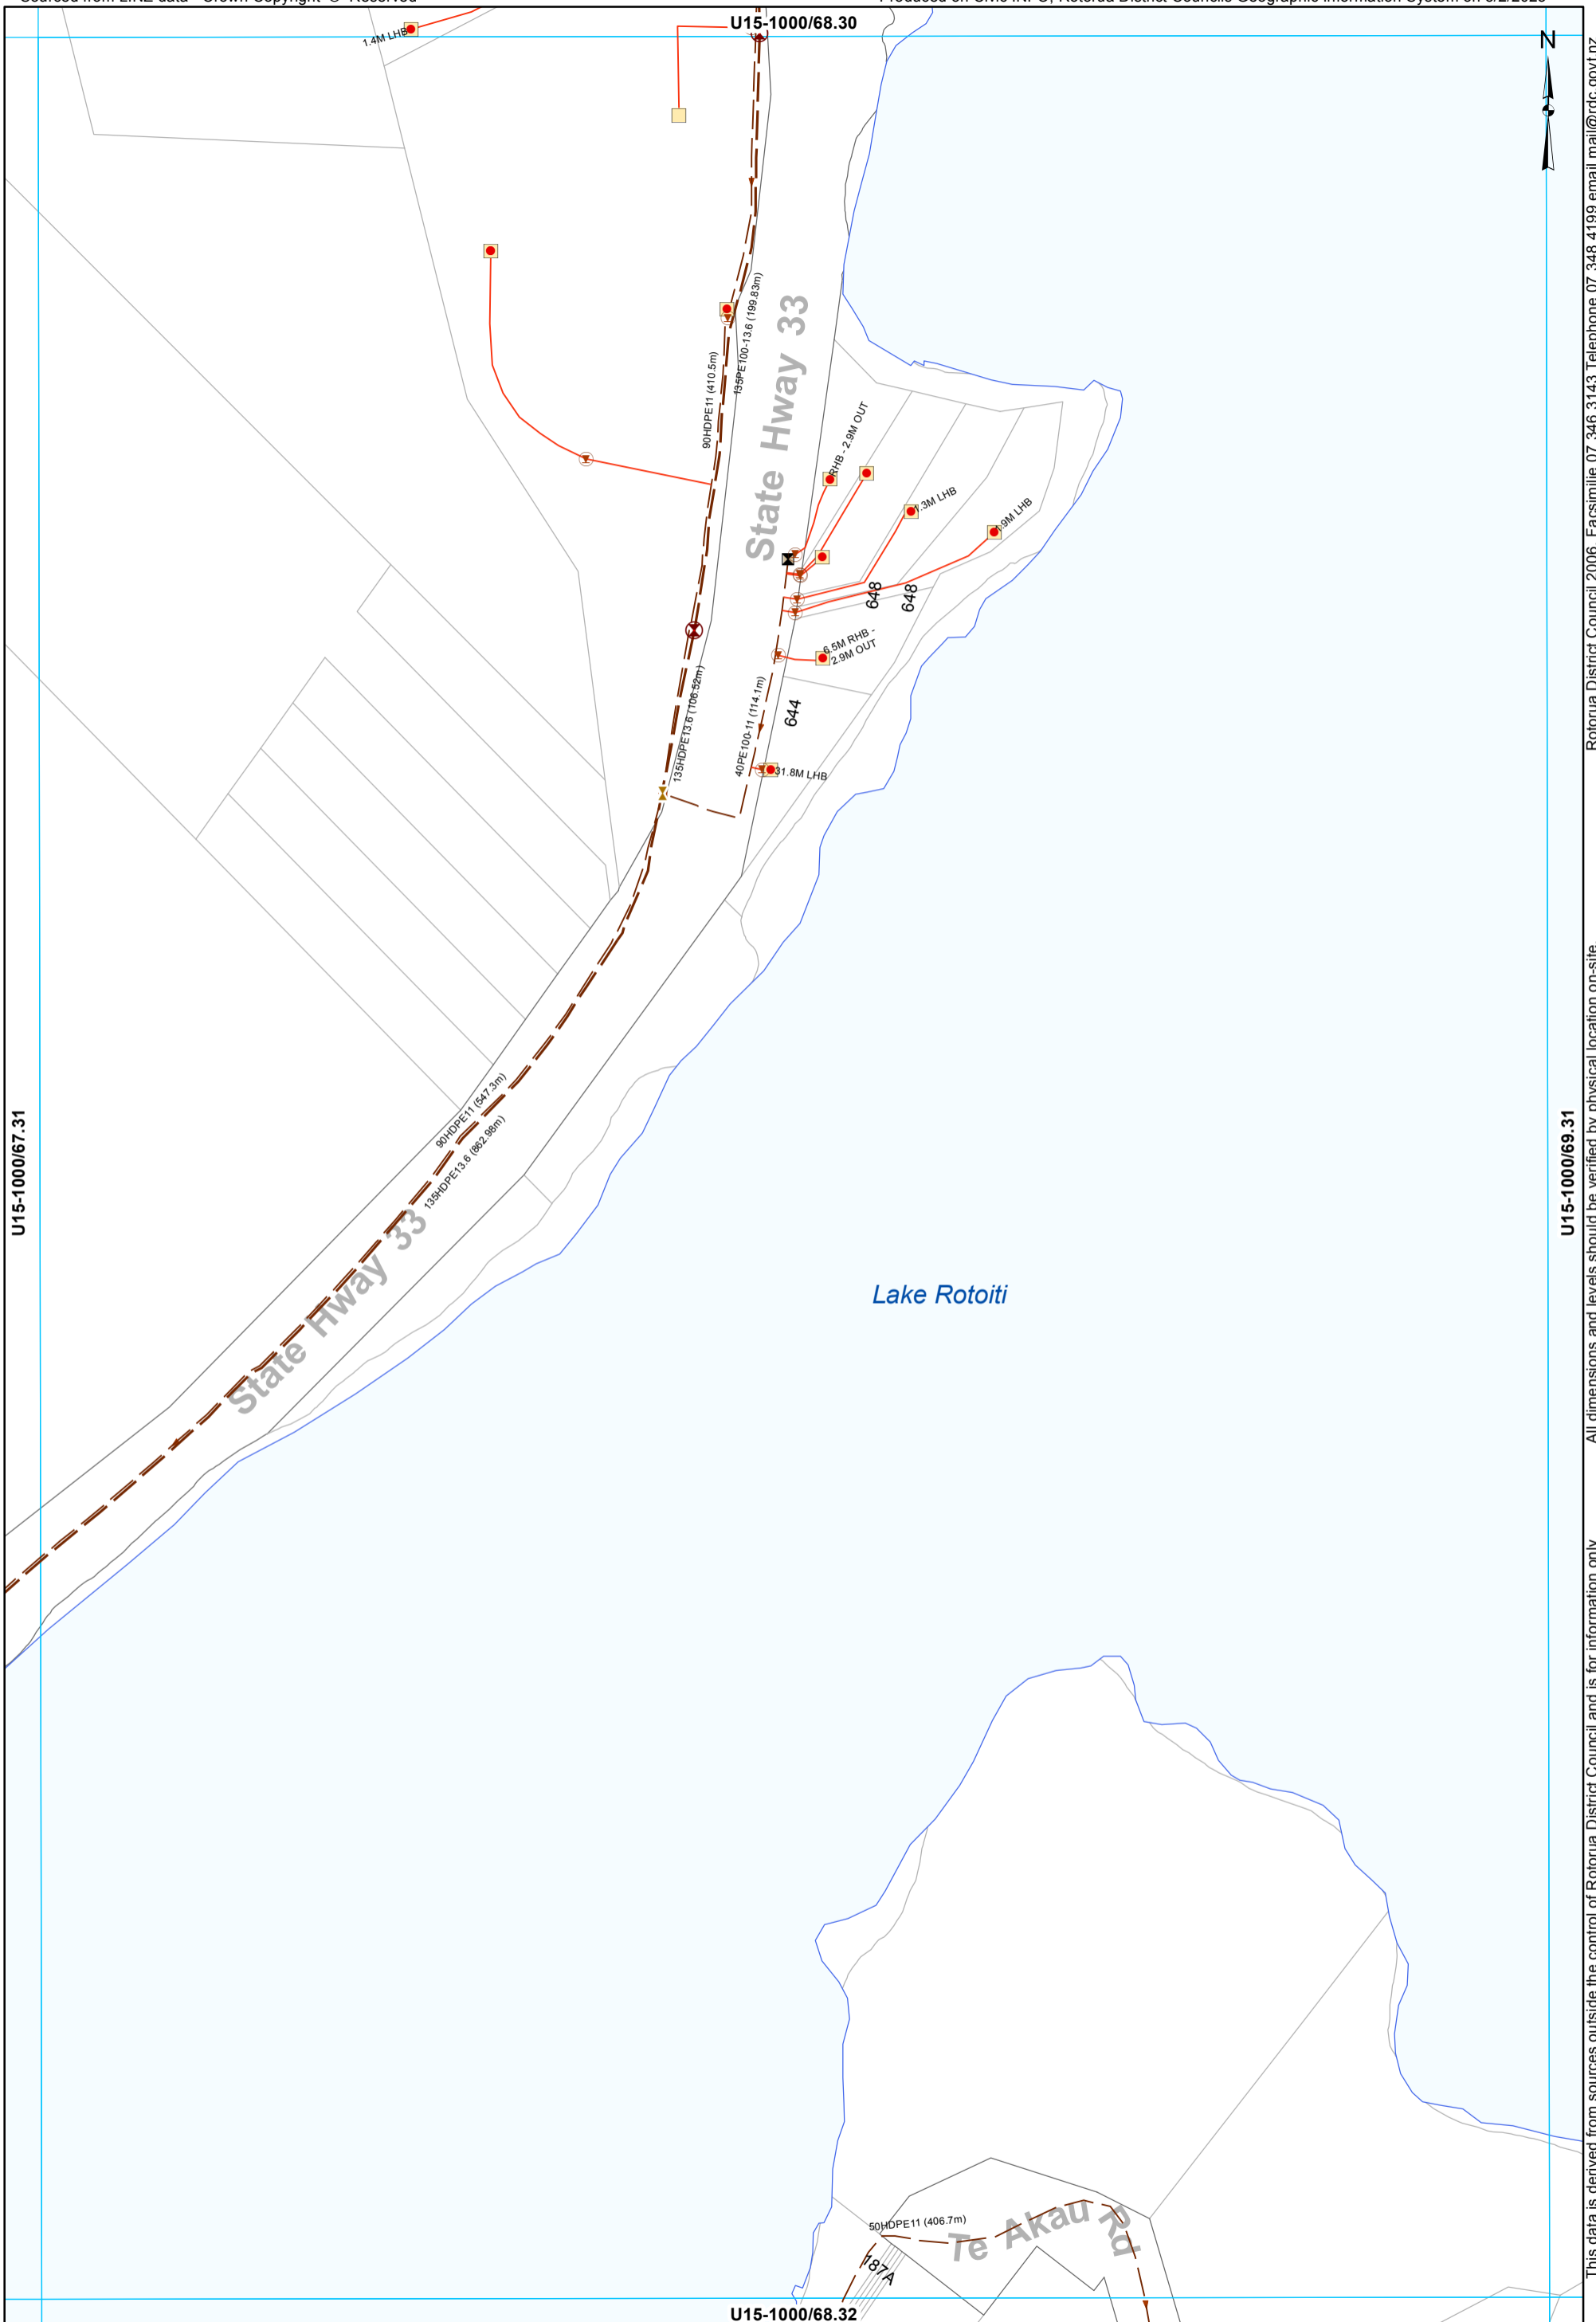 U15-1000/68.30
N
1.4M LHB
135PE100-13.6 (199.83m)
90HDPE11 (410.5m)
State Hway 33
RHB - 2.9M OUT
1.3M LHB
648
648
6.5M RHB -
2.9M OUT
135HDPE13.6 (106.52m)
40PE100-11 (114.1m)
644
31.8M LHB
90HDPE11 (547.3m)
135HDPE13.6 (862.98m)
State Hway 33
U15-1000/67.31
U15-1000/69.31
Lake Rotoiti
50HDPE11 (406.7m)
Te Akau Rd
187A
U15-1000/68.32
This data is derived from sources outside the control of Rotorua District Council and is for information only
All dimensions and levels should be verified by physical location on-site
Rotorua District Council 2006 Facsimilie 07 346 3143 Telephone 07 348 4199 email mail@rdc.govt.nz